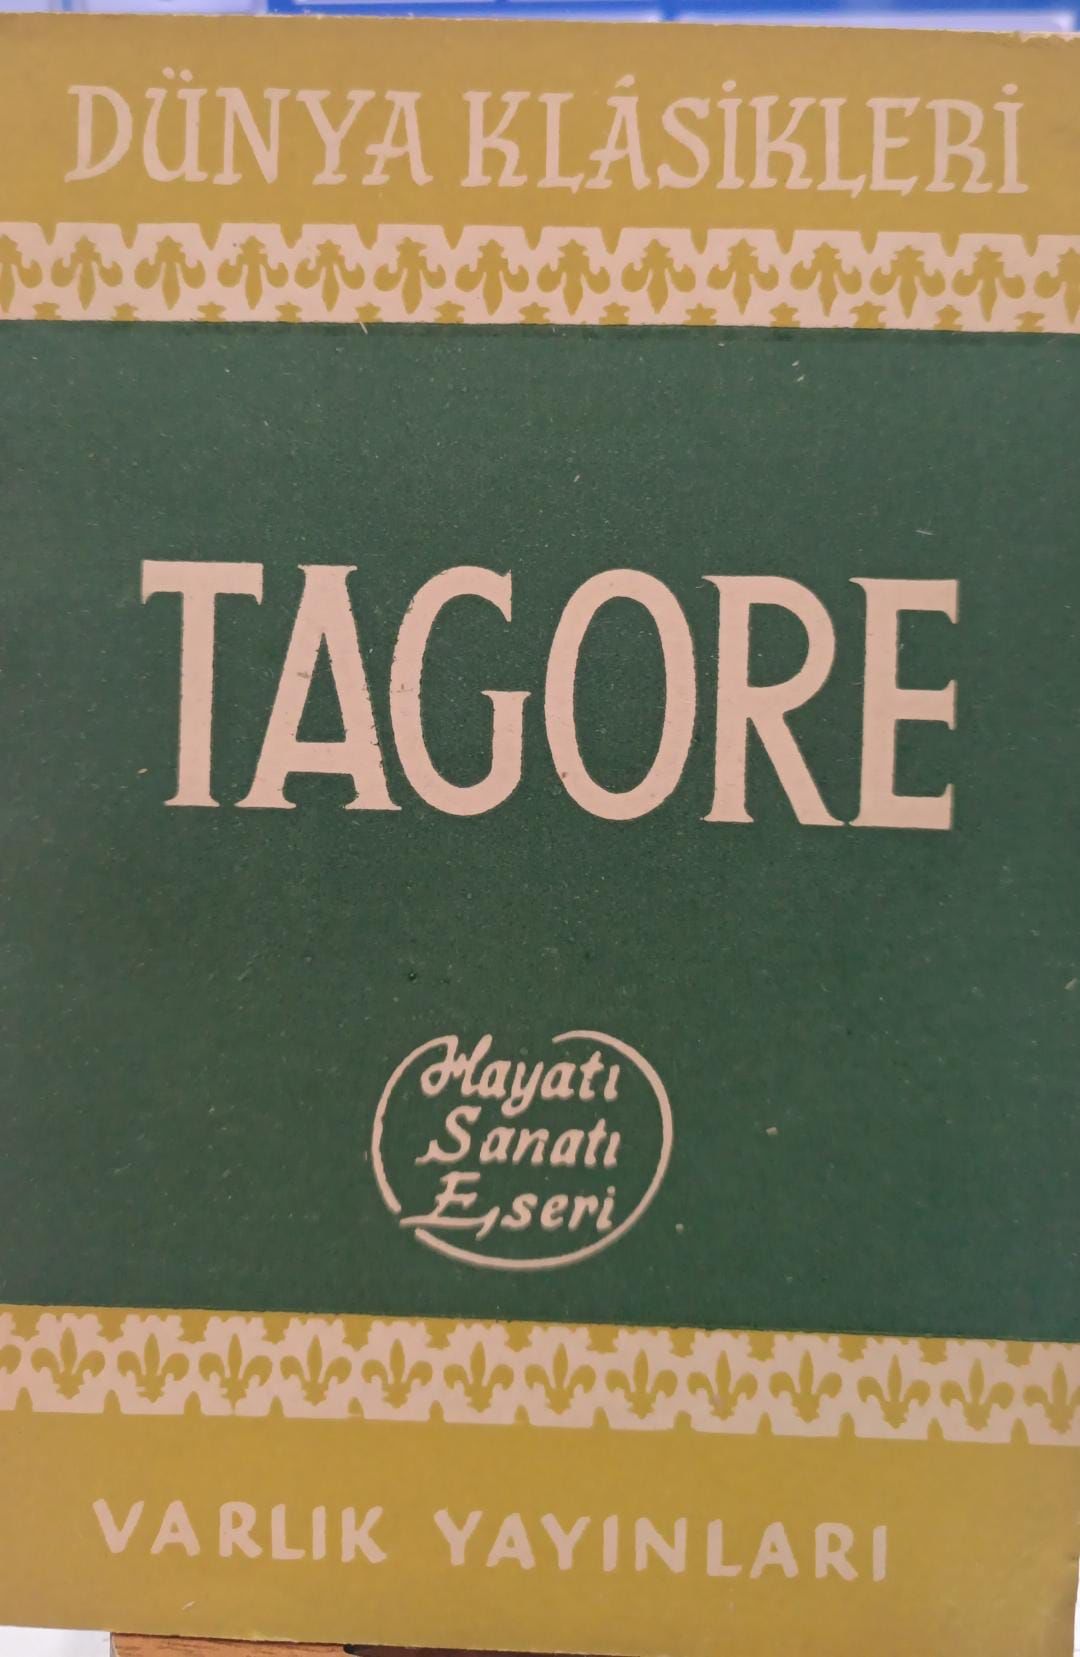 DÜNYA KLÁSİKLERİ
TAGORE
Hayatı
Sanatı
Eseri
VARLIK YAYINLARI